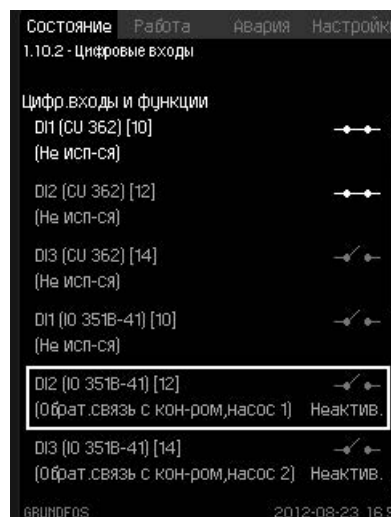 Состояние Работа Авария Настройк
1.10.2 - Цифровые входы
Цифр.входы и функции
DI1 (CU 362) [10]
(Не исп-ся)
DI2 (CU 362) [12]
(Не исп-ся)
DI3 (CU 362) [14]
(Не исп-ся)
DI1 (IO 351B-41) [10]
(Не исп-ся)
DI2 (IO 351B-41) [12]
(Обрат.связь с кон-ром,насос 1) Неактив.
DI3 (IO 351B-41) [14]
(Обрат.связь с кон-ром,насос 2) Неактив.
GRUNDFOS 2012-08-23 16: